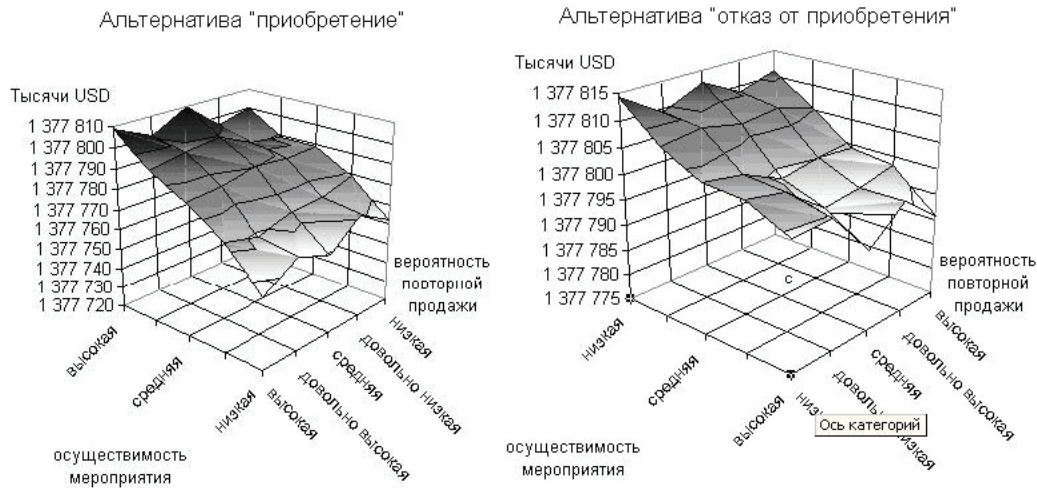 Альтернатива "приобретение"
Тысячи USD
1 377 810
1 377 800
1 377 790
1 377 780
1 377 770
1 377 760
1 377 750
1 377 740
1 377 730
1 377 720
высокая
средняя
низкая
высокая
довольно высокая
средняя
довольно низкая
низкая
вероятность
повторной
продажи
осуществимость
мероприятия
Альтернатива "отказ от приобретения"
Тысячи USD
1 377 815
1 377 810
1 377 805
1 377 800
1 377 795
1 377 790
1 377 785
1 377 780
1 377 775
с
низкая
средняя
высокая
довольно
средняя
довольно высокая
высокая
вероятность
повторной
продажи
Ось категорий
осуществимость
мероприятия